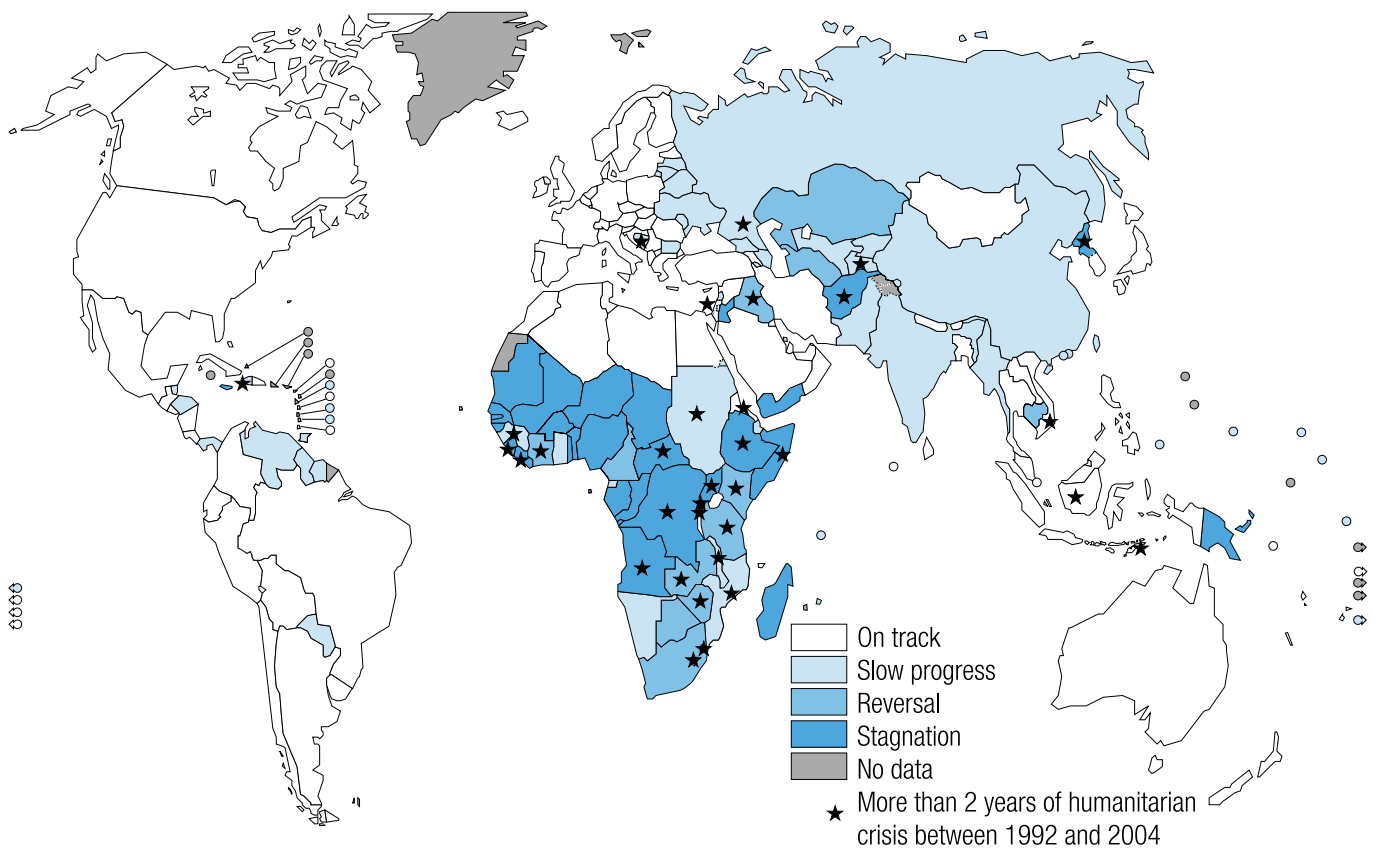 On track
Slow progress
Reversal
Stagnation
No data
More than 2 years of humanitarian
crisis between 1992 and 2004